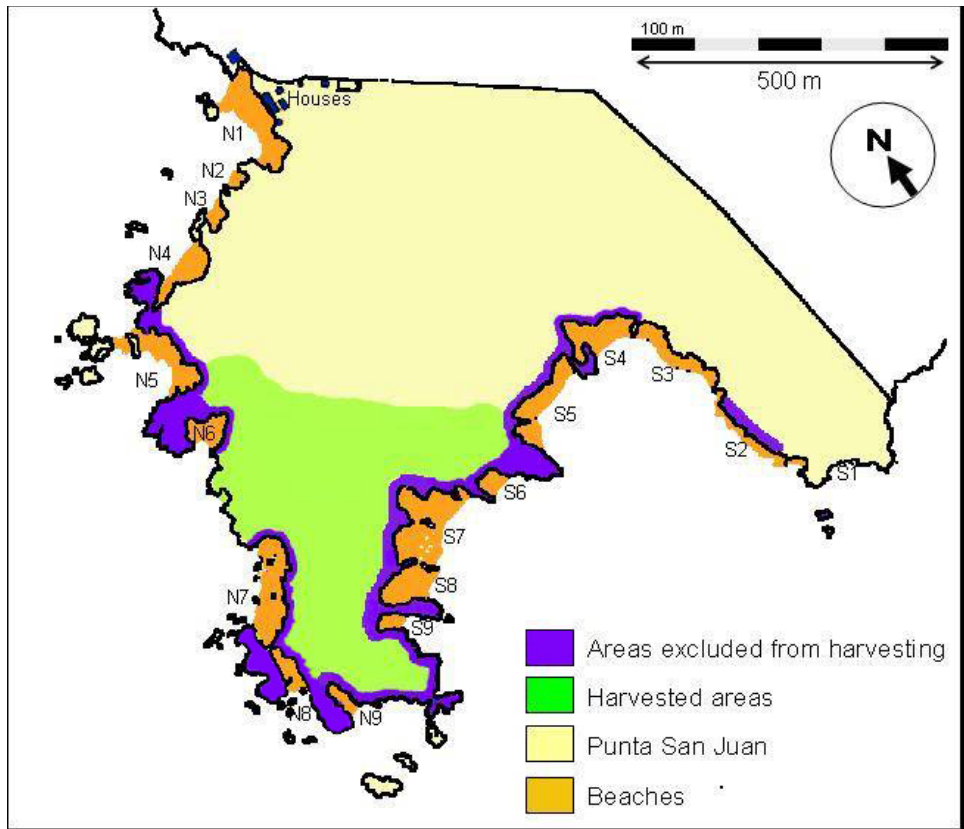 100 m
500 m
N
Houses
N1
N2
N3
N4
N5
N6
N7
N8
N9
S4
S3
S5
S2
S1
S6
S7
S8
S9
Areas excluded from harvesting
Harvested areas
Punta San Juan
Beaches